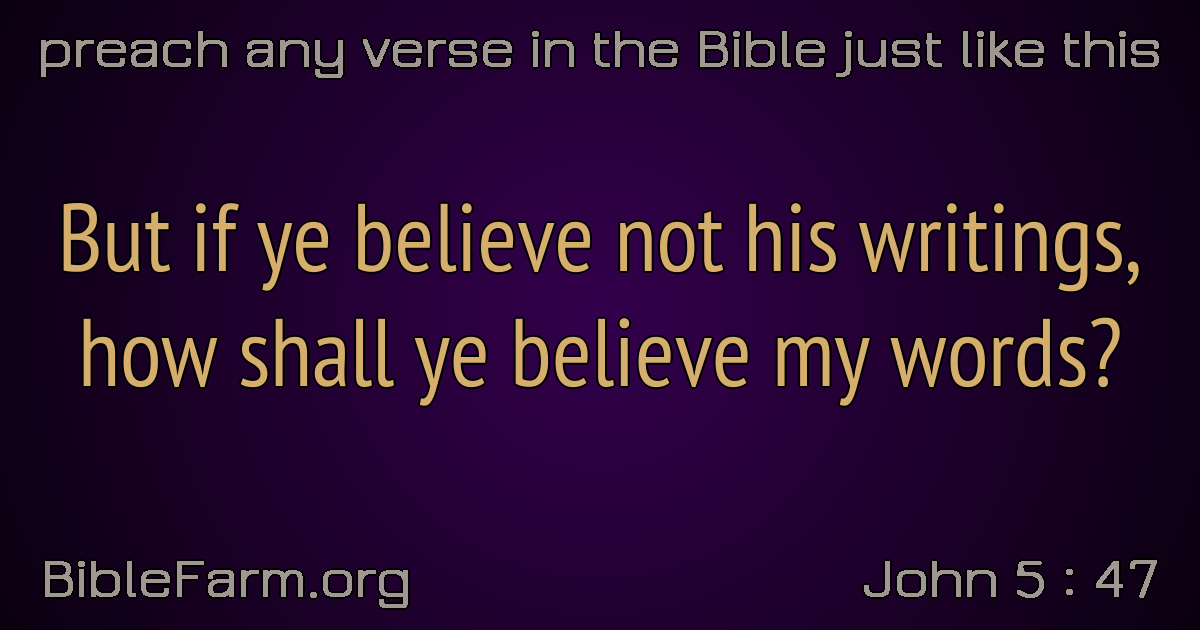 preach any verse in the Bible just like this
But if ye believe not his writings,
how shall ye believe my words?
BibleFarm.org
John 5 : 47